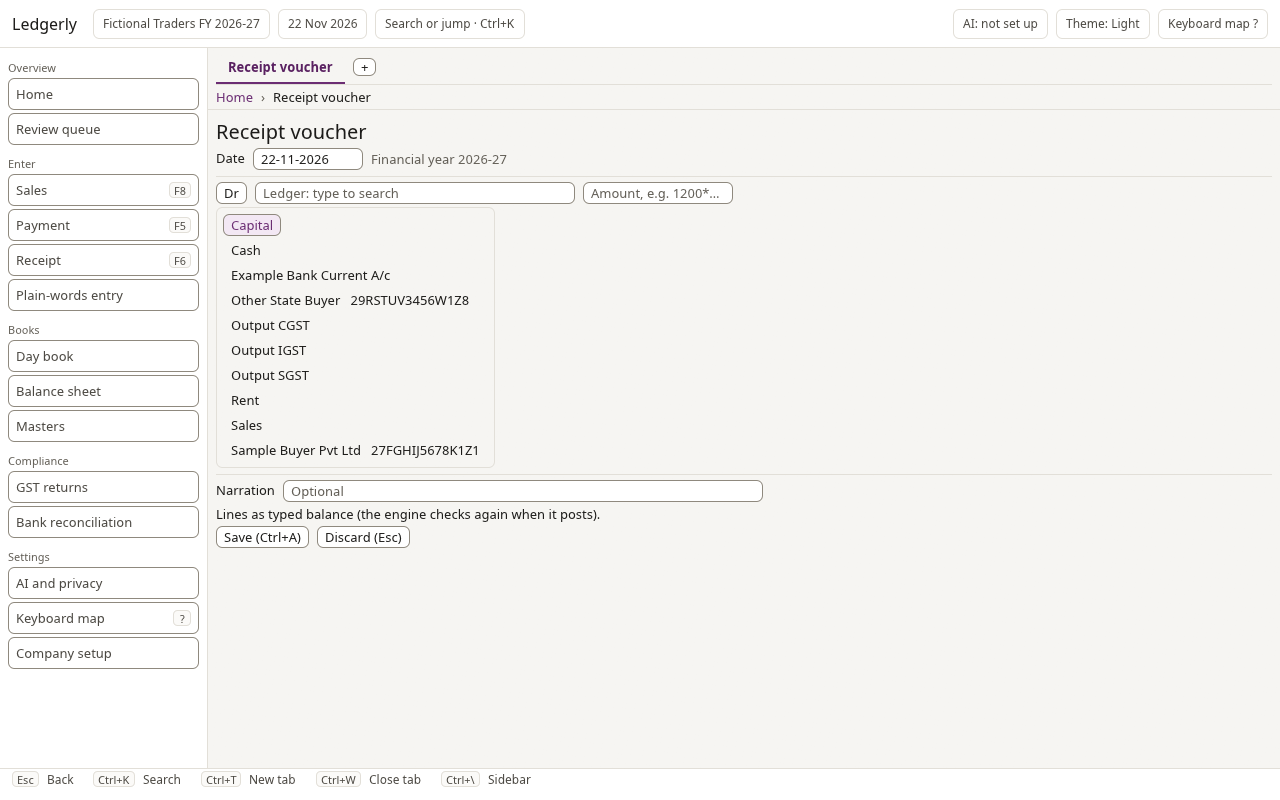 Ledgerly
Fictional Traders FY 2026-27
22 Nov 2026
Search or jump · Ctrl+K
AI: not set up
Theme: Light
Keyboard map ?
Overview
Home
Review queue
Enter
Sales F8
Payment F5
Receipt F6
Plain-words entry
Books
Day book
Balance sheet
Masters
Compliance
GST returns
Bank reconciliation
Settings
AI and privacy
Keyboard map ?
Company setup
Receipt voucher +
Home › Receipt voucher
Receipt voucher
Date 22-11-2026 Financial year 2026-27
Dr Ledger: type to search Amount, e.g. 1200*...
Capital
Cash
Example Bank Current A/c
Other State Buyer 29RSTUV3456W1Z8
Output CGST
Output IGST
Output SGST
Rent
Sales
Sample Buyer Pvt Ltd 27FGHIJ5678K1Z1
Narration Optional
Lines as typed balance (the engine checks again when it posts).
Save (Ctrl+A) Discard (Esc)
Esc Back Ctrl+K Search Ctrl+T New tab Ctrl+W Close tab Ctrl+\ Sidebar